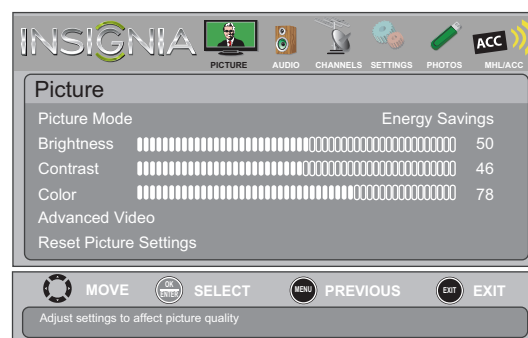 INSIGNIA
PICTURE AUDIO CHANNELS SETTINGS PHOTOS MHL/ACC
ACC
Picture
Picture Mode Energy Savings
Brightness 50
Contrast 46
Color 78
Advanced Video
Reset Picture Settings
MOVE OK ENTER SELECT MENU PREVIOUS EXIT EXIT
Adjust settings to affect picture quality